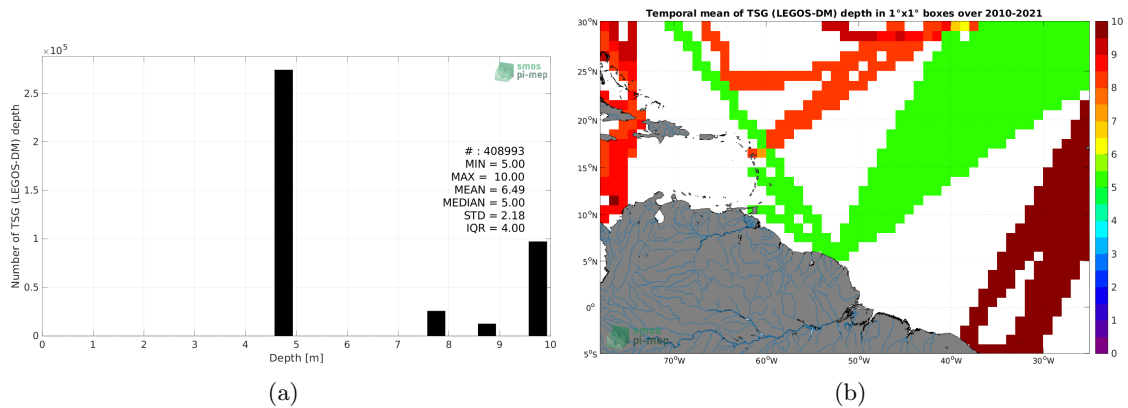 ×10⁵
Number of TSG (LEGOS-DM) depth
2.5
2
1.5
1
0.5
0
0 1 2 3 4 5 6 7 8 9 10
Depth [m]
smos
pi-mep
# : 408993
MIN = 5.00
MAX = 10.00
MEAN = 6.49
MEDIAN = 5.00
STD = 2.18
IQR = 4.00
(a)
Temporal mean of TSG (LEGOS-DM) depth in 1°x1° boxes over 2010-2021
30°N
25°N
20°N
15°N
10°N
5°N
0°
5°S
70°W 60°W 50°W 40°W 30°W
smos
pi-mep
10
9
8
7
6
5
4
3
2
1
0
(b)